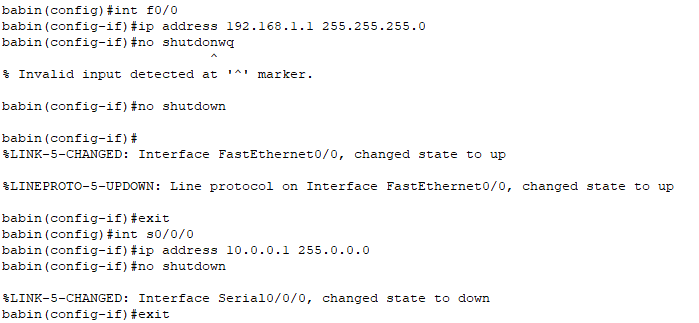 babin(config)#int f0/0
babin(config-if)#ip address 192.168.1.1 255.255.255.0
babin(config-if)#no shutdonwq
^
% Invalid input detected at '^' marker.
babin(config-if)#no shutdown
babin(config-if)#
%LINK-5-CHANGED: Interface FastEthernet0/0, changed state to up
%LINEPROTO-5-UPDOWN: Line protocol on Interface FastEthernet0/0, changed state to up
babin(config-if)#exit
babin(config)#int s0/0/0
babin(config-if)#ip address 10.0.0.1 255.0.0.0
babin(config-if)#no shutdown
%LINK-5-CHANGED: Interface Serial0/0/0, changed state to down
babin(config-if)#exit